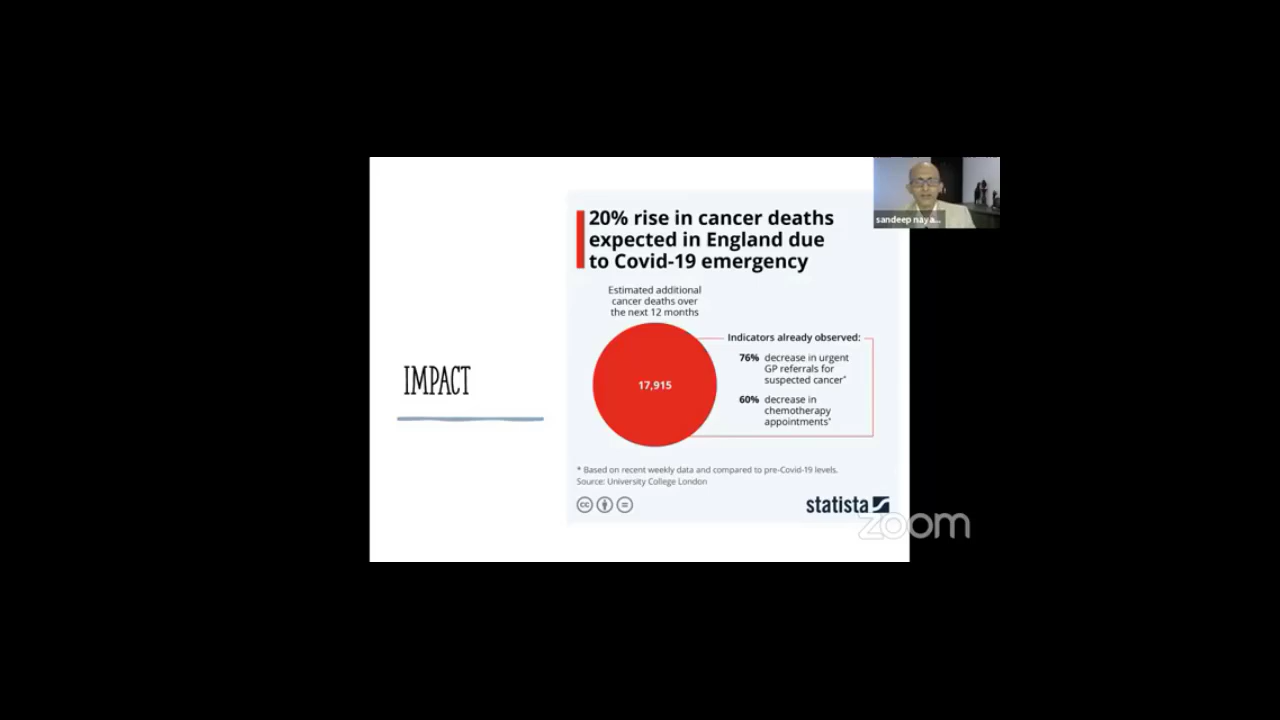 sandeep naya...
20% rise in cancer deaths
expected in England due
to Covid-19 emergency
Estimated additional
cancer deaths over
the next 12 months
17,915
Indicators already observed:
76% decrease in urgent
GP referrals for
suspected cancer*
60% decrease in
chemotherapy
appointments*
IMPACT
* Based on recent weekly data and compared to pre-Covid-19 levels.
Source: University College London
cc
statista
zoom